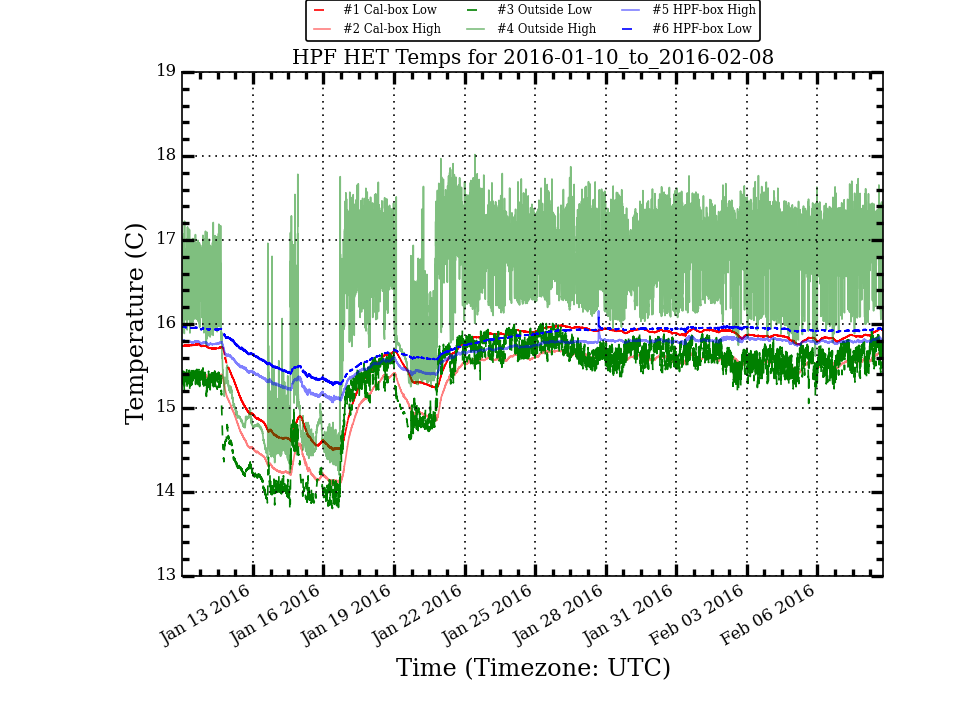 #1 Cal-box Low #3 Outside Low #5 HPF-box High
#2 Cal-box High #4 Outside High #6 HPF-box Low
HPF HET Temps for 2016-01-10_to_2016-02-08
19
18
17
16
15
14
13
Temperature (C)
Jan 13 2016 Jan 16 2016 Jan 19 2016 Jan 22 2016 Jan 25 2016 Jan 28 2016 Jan 31 2016 Feb 03 2016 Feb 06 2016
Time (Timezone: UTC)